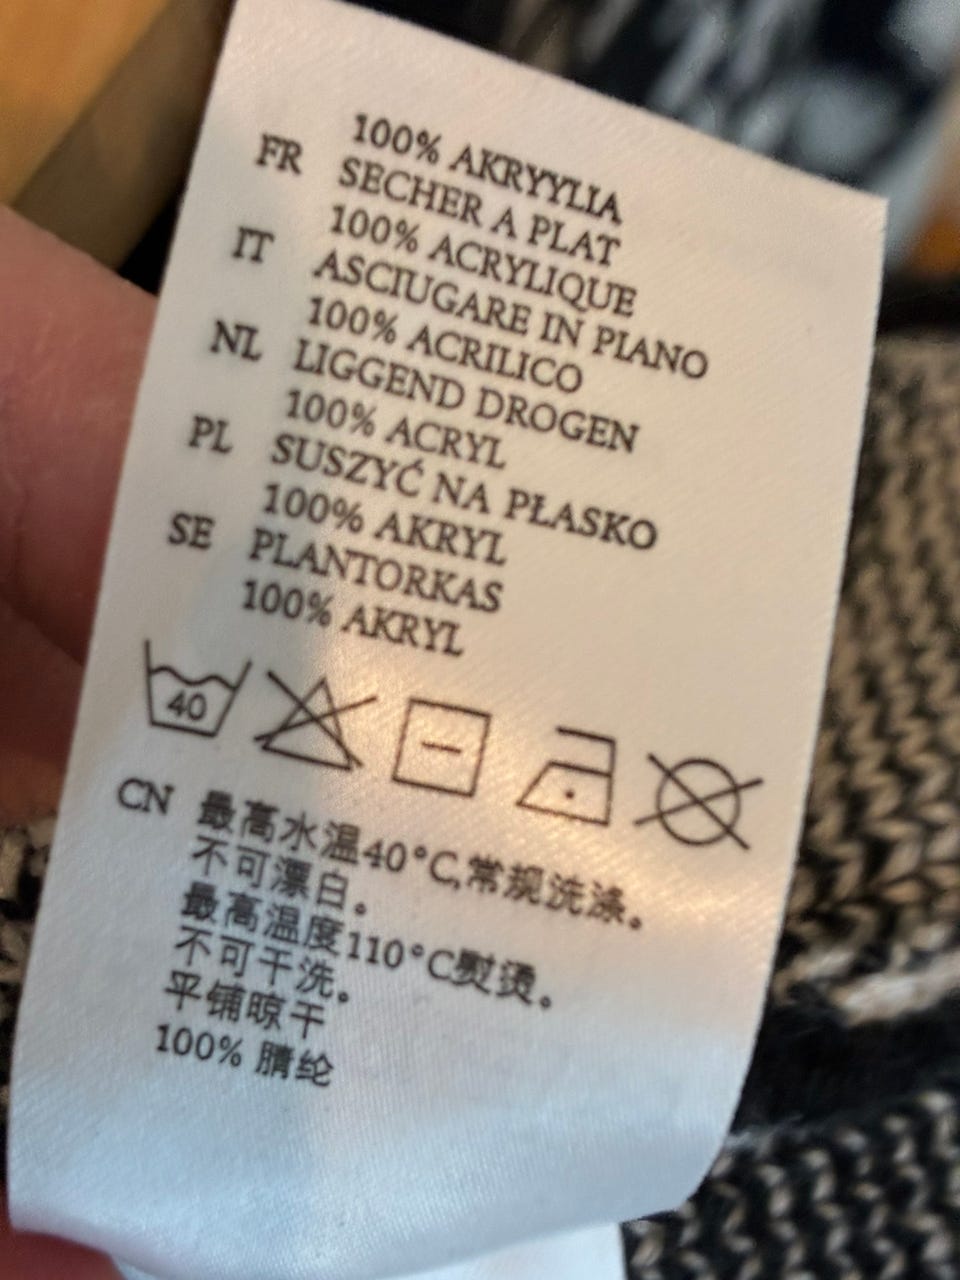 100% AKRYYLIA
FR SECHER A PLAT
100% ACRYLIQUE
IT ASCIUGARE IN PIANO
100% ACRILICO
NL LIGGEND DROGEN
100% ACRYL
PL SUSZYĆ NA PŁASKO
100% AKRYL
SE PLANTORKAS
100% AKRYL
40
CN 最高水温40°C,常规洗涤。
不可漂白。
最高温度110°C熨烫。
不可干洗。
平铺晾干
100% 腈纶